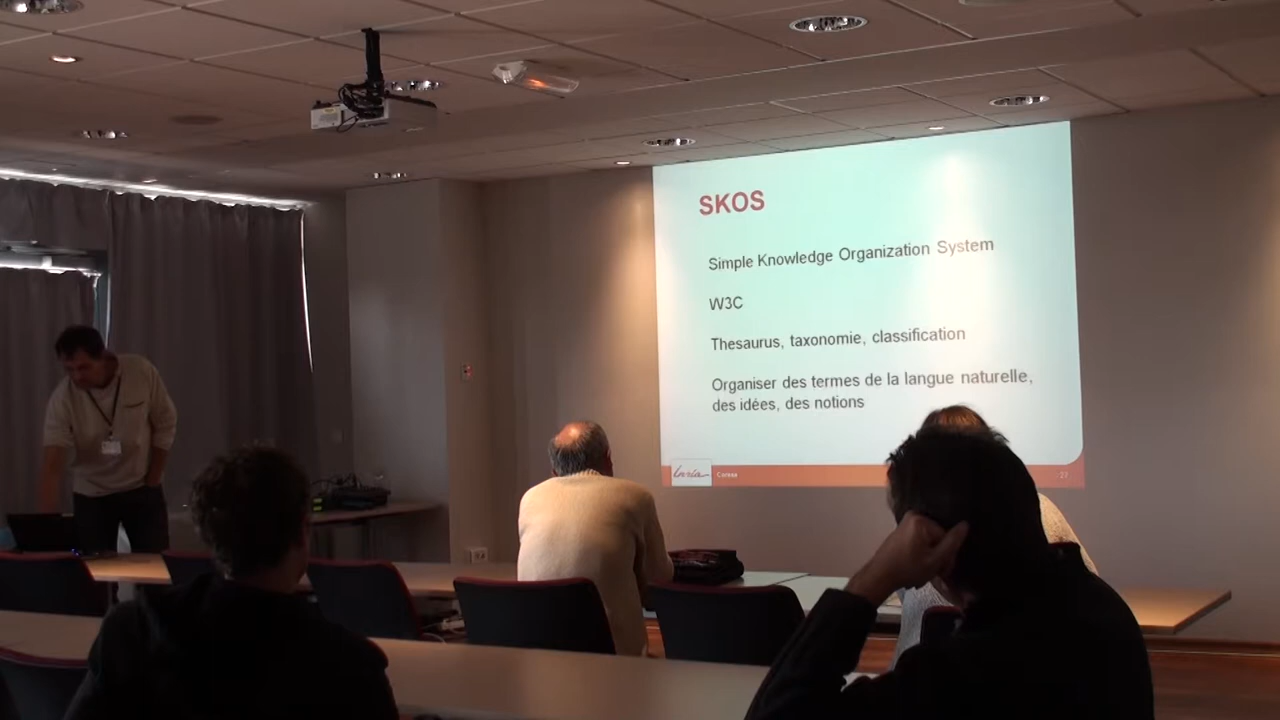 SKOS
Simple Knowledge Organization System
W3C
Thesaurus, taxonomie, classification
Organiser des termes de la langue naturelle,
des idées, des notions
Inria